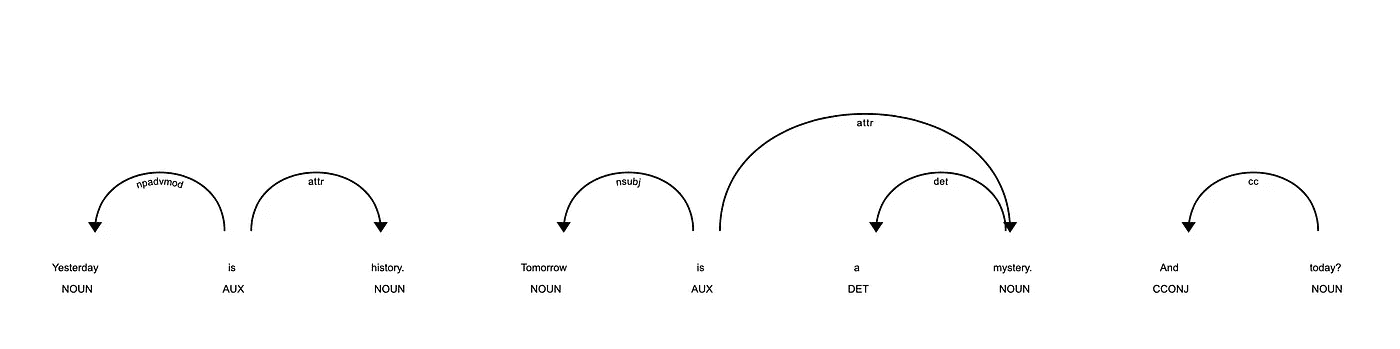 attr
npadvmod attr nsubj det cc
Yesterday is history. Tomorrow is a mystery. And today?
NOUN AUX NOUN NOUN AUX DET NOUN CCONJ NOUN